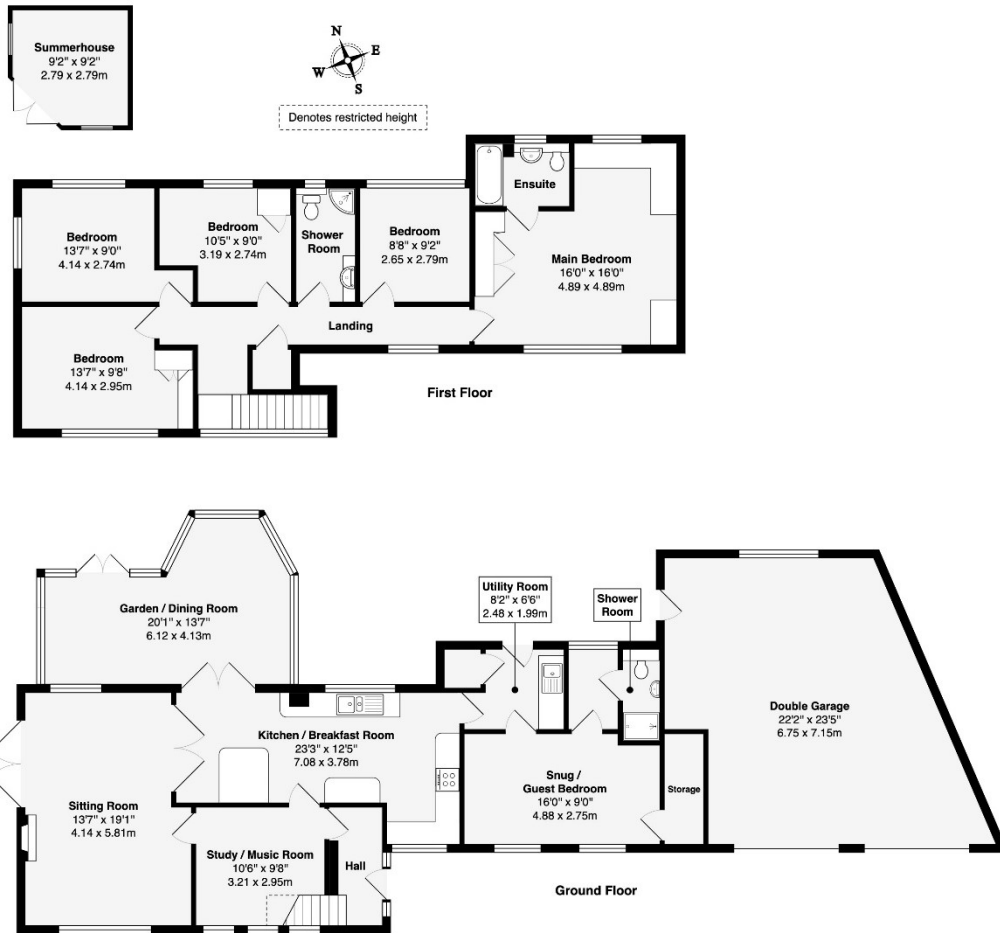 Summerhouse
9'2" x 9'2"
2.79 x 2.79m
N
E
W
S
Denotes restricted height
Bedroom
13'7" x 9'0"
4.14 x 2.74m
Bedroom
10'5" x 9'0"
3.19 x 2.74m
Shower
Room
Bedroom
8'8" x 9'2"
2.65 x 2.79m
Ensuite
Main Bedroom
16'0" x 16'0"
4.89 x 4.89m
Landing
Bedroom
13'7" x 9'8"
4.14 x 2.95m
First Floor
Garden / Dining Room
20'1" x 13'7"
6.12 x 4.13m
Utility Room
8'2" x 6'6"
2.48 x 1.99m
Shower
Room
Double Garage
22'2" x 23'5"
6.75 x 7.15m
Kitchen / Breakfast Room
23'3" x 12'5"
7.08 x 3.78m
Snug /
Guest Bedroom
16'0" x 9'0"
4.88 x 2.75m
Storage
Sitting Room
13'7" x 19'1"
4.14 x 5.81m
Study / Music Room
10'6" x 9'8"
3.21 x 2.95m
Hall
Ground Floor